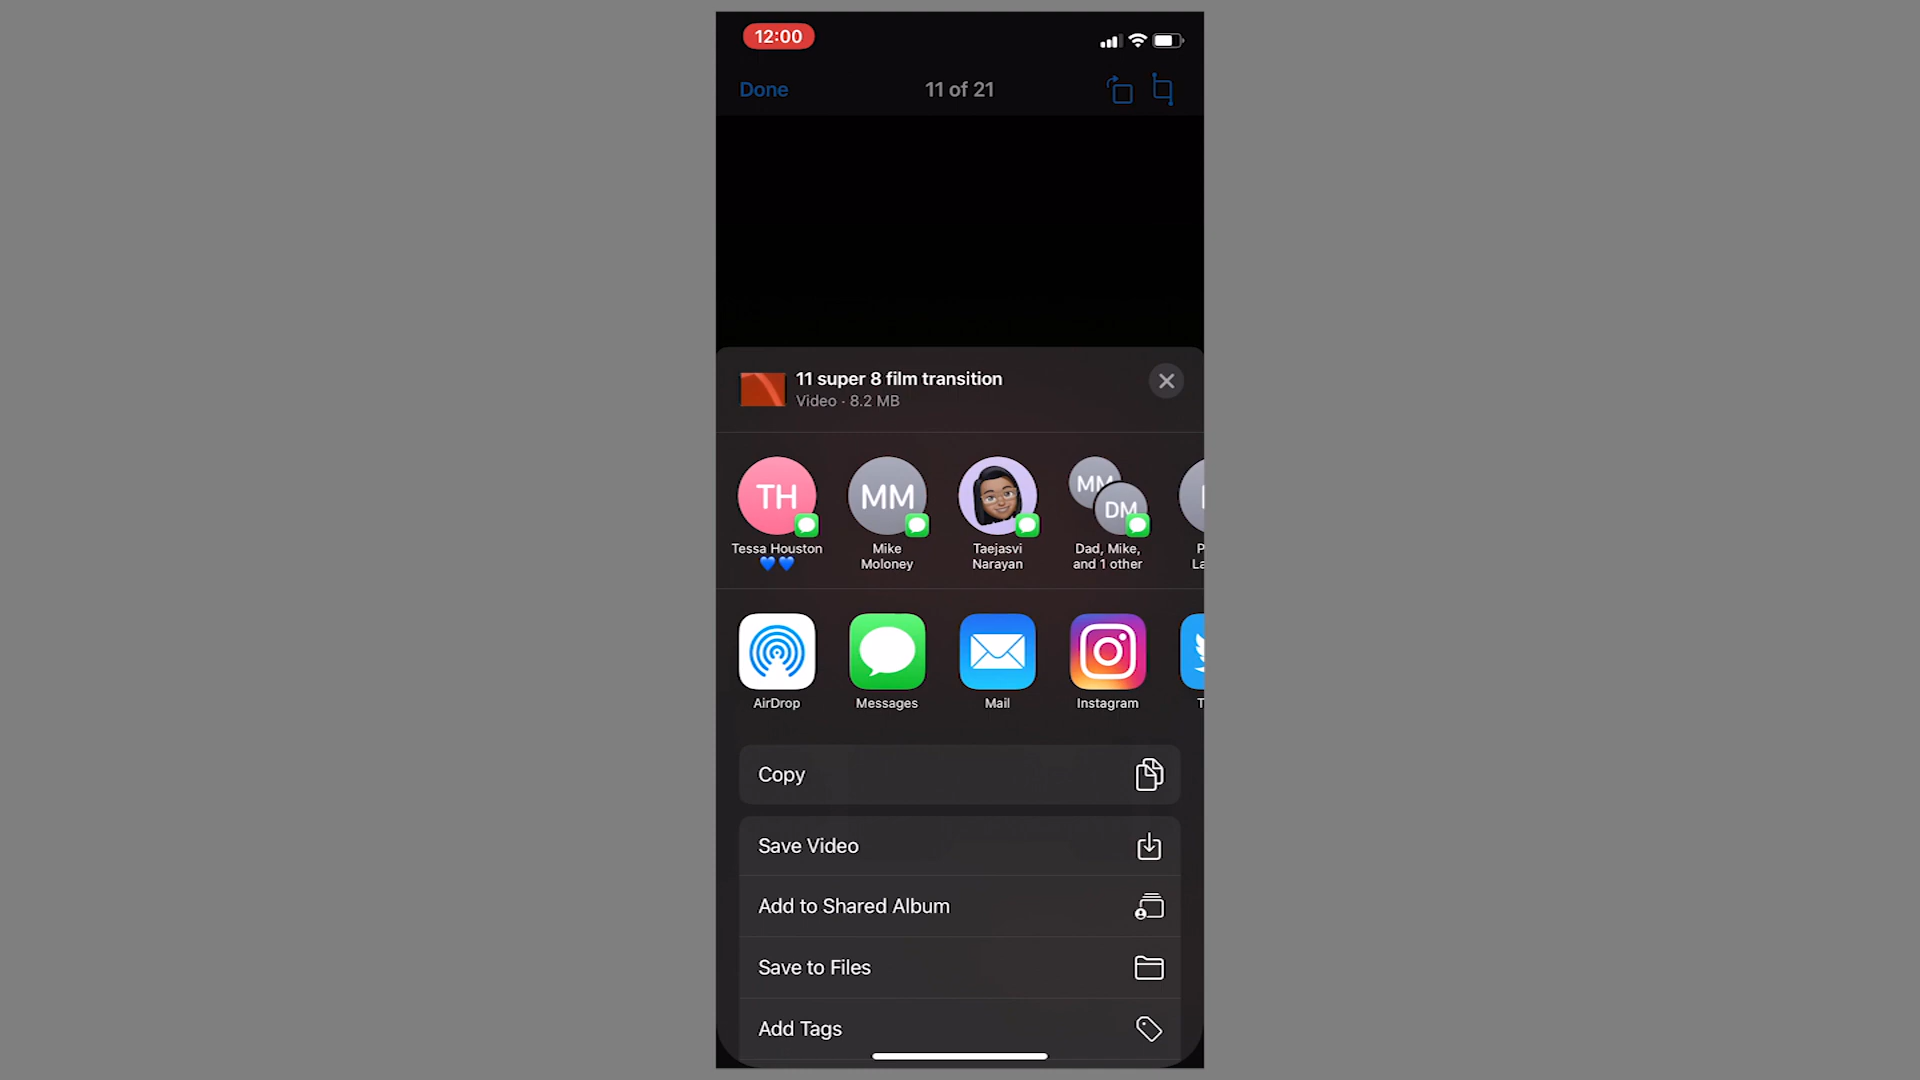 12:00
Done
11 of 21
11 super 8 film transition
Video · 8.2 MB
TH
MM
MM
DM
Tessa Houston
💙💙
Mike
Moloney
Taejasvi
Narayan
Dad, Mike,
and 1 other
AirDrop
Messages
Mail
Instagram
Copy
Save Video
Add to Shared Album
Save to Files
Add Tags